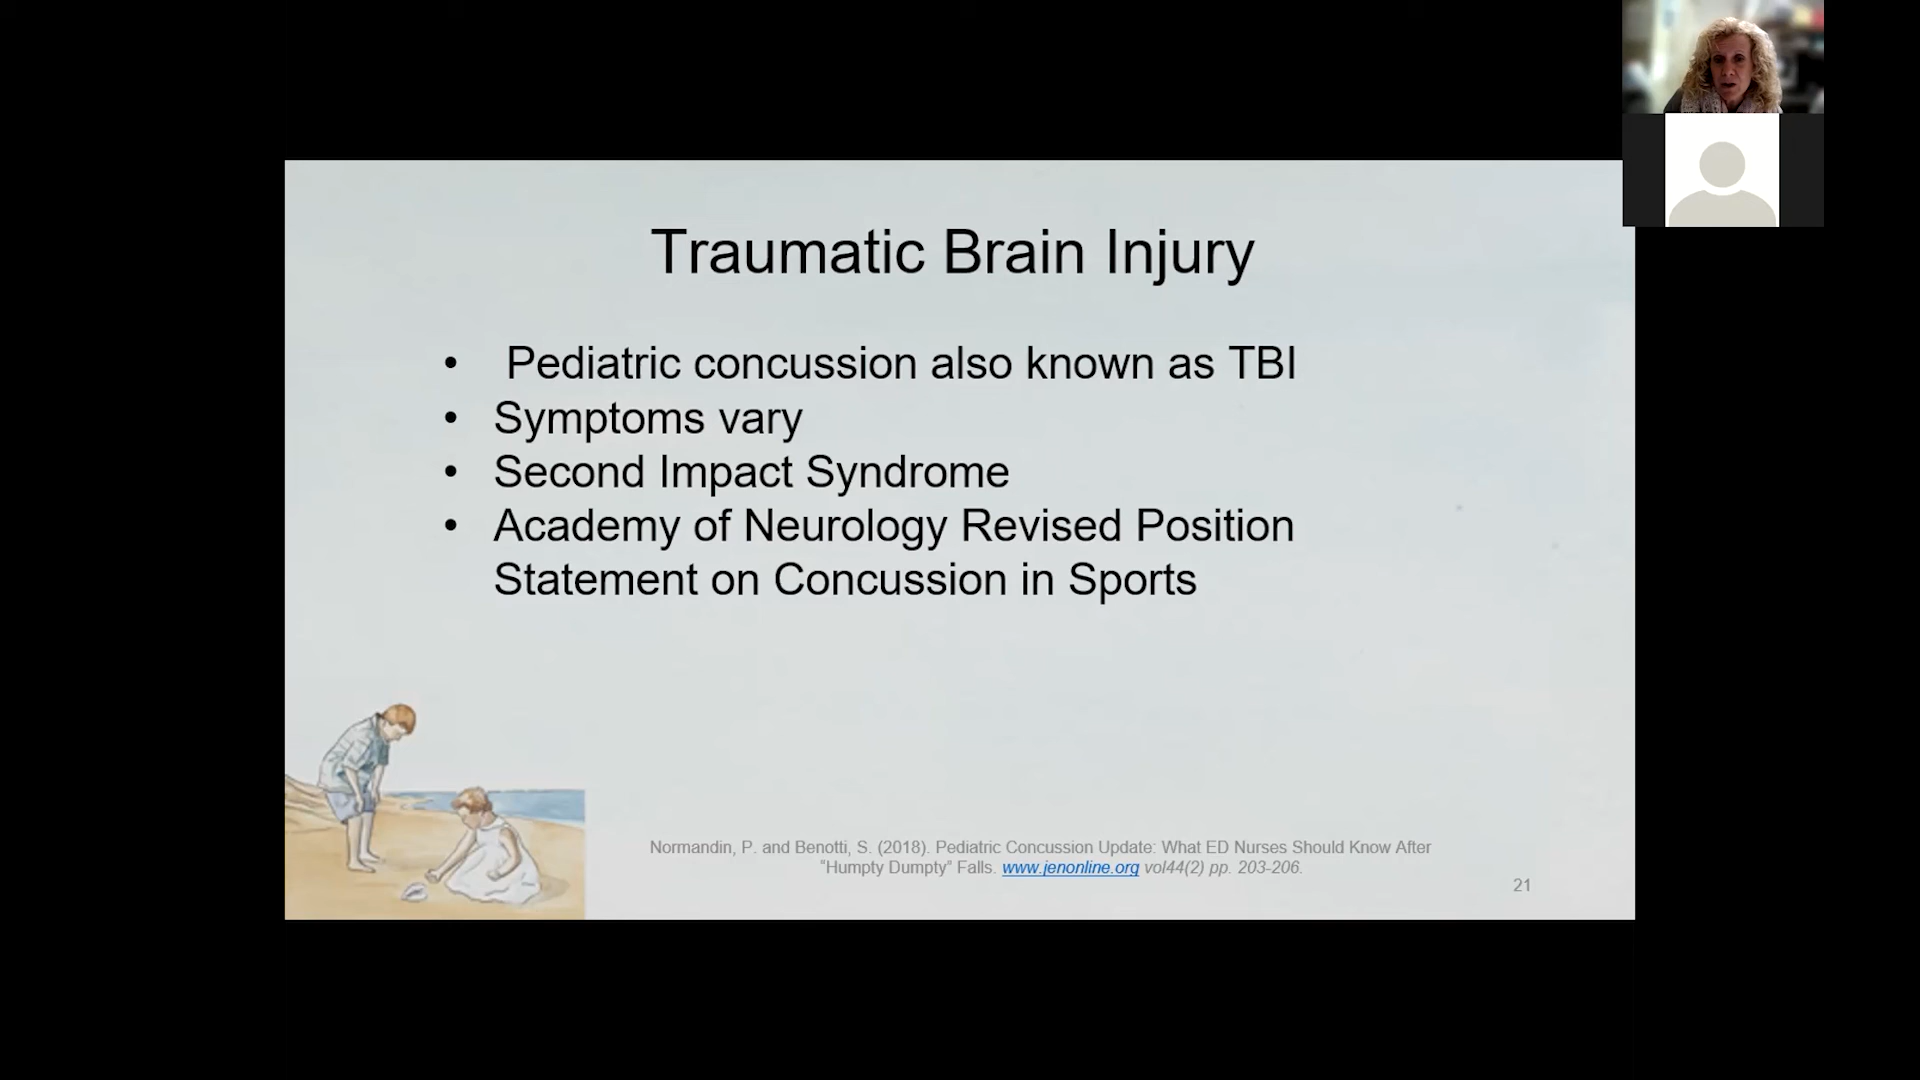 Traumatic Brain Injury
• Pediatric concussion also known as TBI
• Symptoms vary
• Second Impact Syndrome
• Academy of Neurology Revised Position
Statement on Concussion in Sports
Normandin, P. and Benotti, S. (2018). Pediatric Concussion Update: What ED Nurses Should Know After
"Humpty Dumpty" Falls. www.jenonline.org vol44(2) pp. 203-206.
21